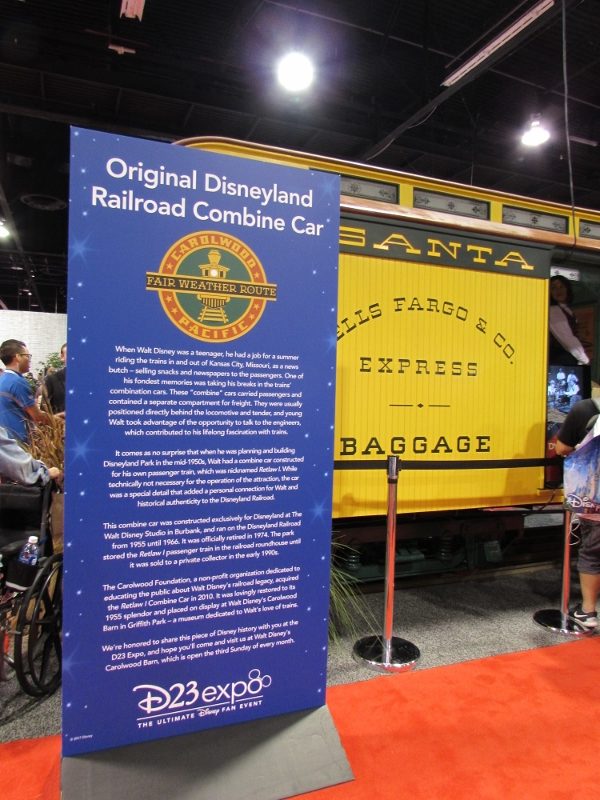 Original Disneyland
Railroad Combine Car
CAROLWOOD
FAIR WEATHER ROUTE
PACIFIC
When Walt Disney was a teenager, he had a job for a summer
riding the trains in and out of Kansas City, Missouri, as a news
butch – selling snacks and newspapers to the passengers. One of
his fondest memories was taking his breaks in the trains'
combination cars. These "combine" cars carried passengers and
contained a separate compartment for freight. They were usually
positioned directly behind the locomotive and tender, and young
Walt took advantage of the opportunity to talk to the engineers,
which contributed to his lifelong fascination with trains.
It comes as no surprise that when he was planning and building
Disneyland Park in the mid-1950s, Walt had a combine car constructed
for his own passenger train, which was nicknamed Retlaw I. While
technically not necessary for the operation of the attraction, the car
was a special detail that added a personal connection for Walt and
historical authenticity to the Disneyland Railroad.
This combine car was constructed exclusively for Disneyland at The
Walt Disney Studio in Burbank, and ran on the Disneyland Railroad
from 1955 until 1966. It was officially retired in 1974. The park
stored the Retlaw I passenger train in the railroad roundhouse until
it was sold to a private collector in the early 1990s.
The Carolwood Foundation, a non-profit organization dedicated to
educating the public about Walt Disney's railroad legacy, acquired
the Retlaw I Combine Car in 2010. It was lovingly restored to its
1955 splendor and placed on display at Walt Disney's Carolwood
Barn in Griffith Park – a museum dedicated to Walt's love of trains.
We're honored to share this piece of Disney history with you at the
D23 Expo, and hope you'll come and visit us at Walt Disney's
Carolwood Barn, which is open the third Sunday of every month.
D23 expo
THE ULTIMATE Disney FAN EVENT
© 2017 Disney
SANTA
ELLS FARGO & CO.
EXPRESS
BAGGAGE